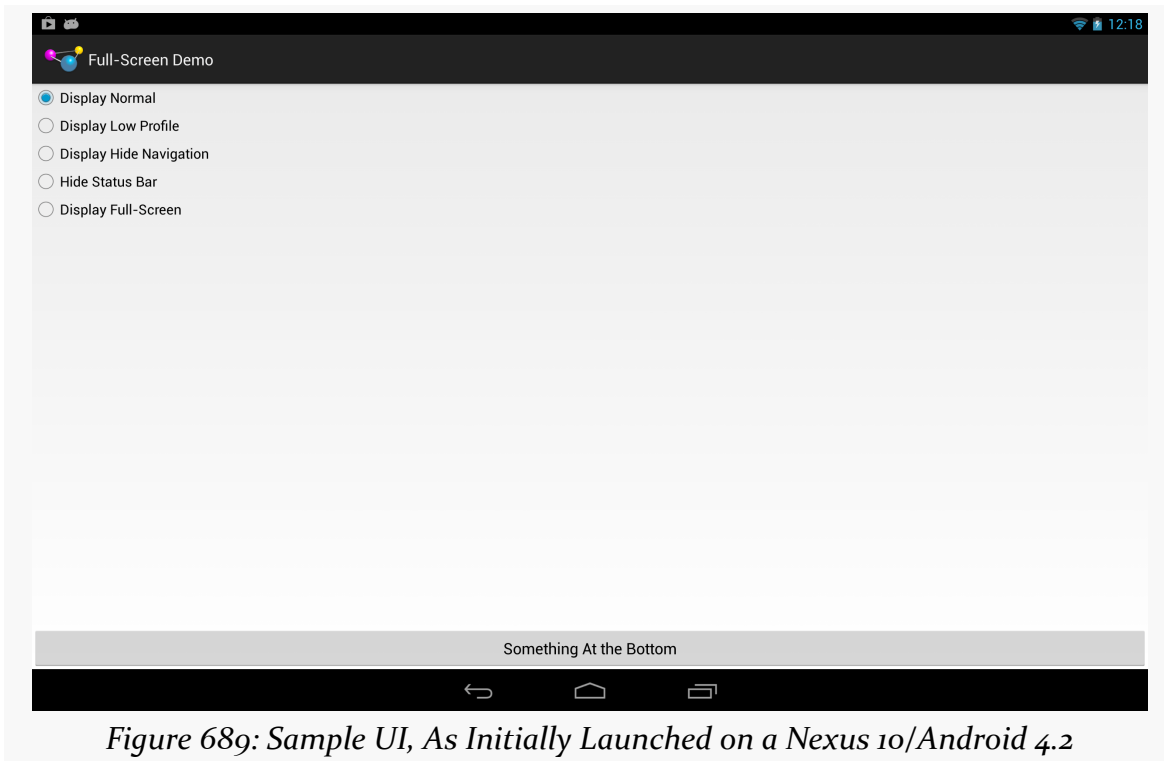 12:18
Full-Screen Demo
Display Normal
Display Low Profile
Display Hide Navigation
Hide Status Bar
Display Full-Screen
Something At the Bottom
Figure 689: Sample UI, As Initially Launched on a Nexus 10/Android 4.2